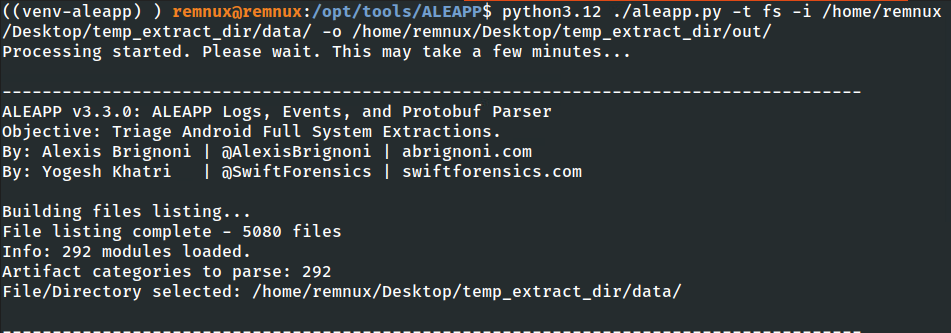 ((venv-aleapp) ) remnux@remnux:/opt/tools/ALEAPP$ python3.12 ./aleapp.py -t fs -i /home/remnux
/Desktop/temp_extract_dir/data/ -o /home/remnux/Desktop/temp_extract_dir/out/
Processing started. Please wait. This may take a few minutes...
--------------------------------------------------------------------------------------
ALEAPP v3.3.0: ALEAPP Logs, Events, and Protobuf Parser
Objective: Triage Android Full System Extractions.
By: Alexis Brignoni | @AlexisBrignoni | abrignoni.com
By: Yogesh Khatri   | @SwiftForensics | swiftforensics.com
Building files listing...
File listing complete - 5080 files
Info: 292 modules loaded.
Artifact categories to parse: 292
File/Directory selected: /home/remnux/Desktop/temp_extract_dir/data/
--------------------------------------------------------------------------------------